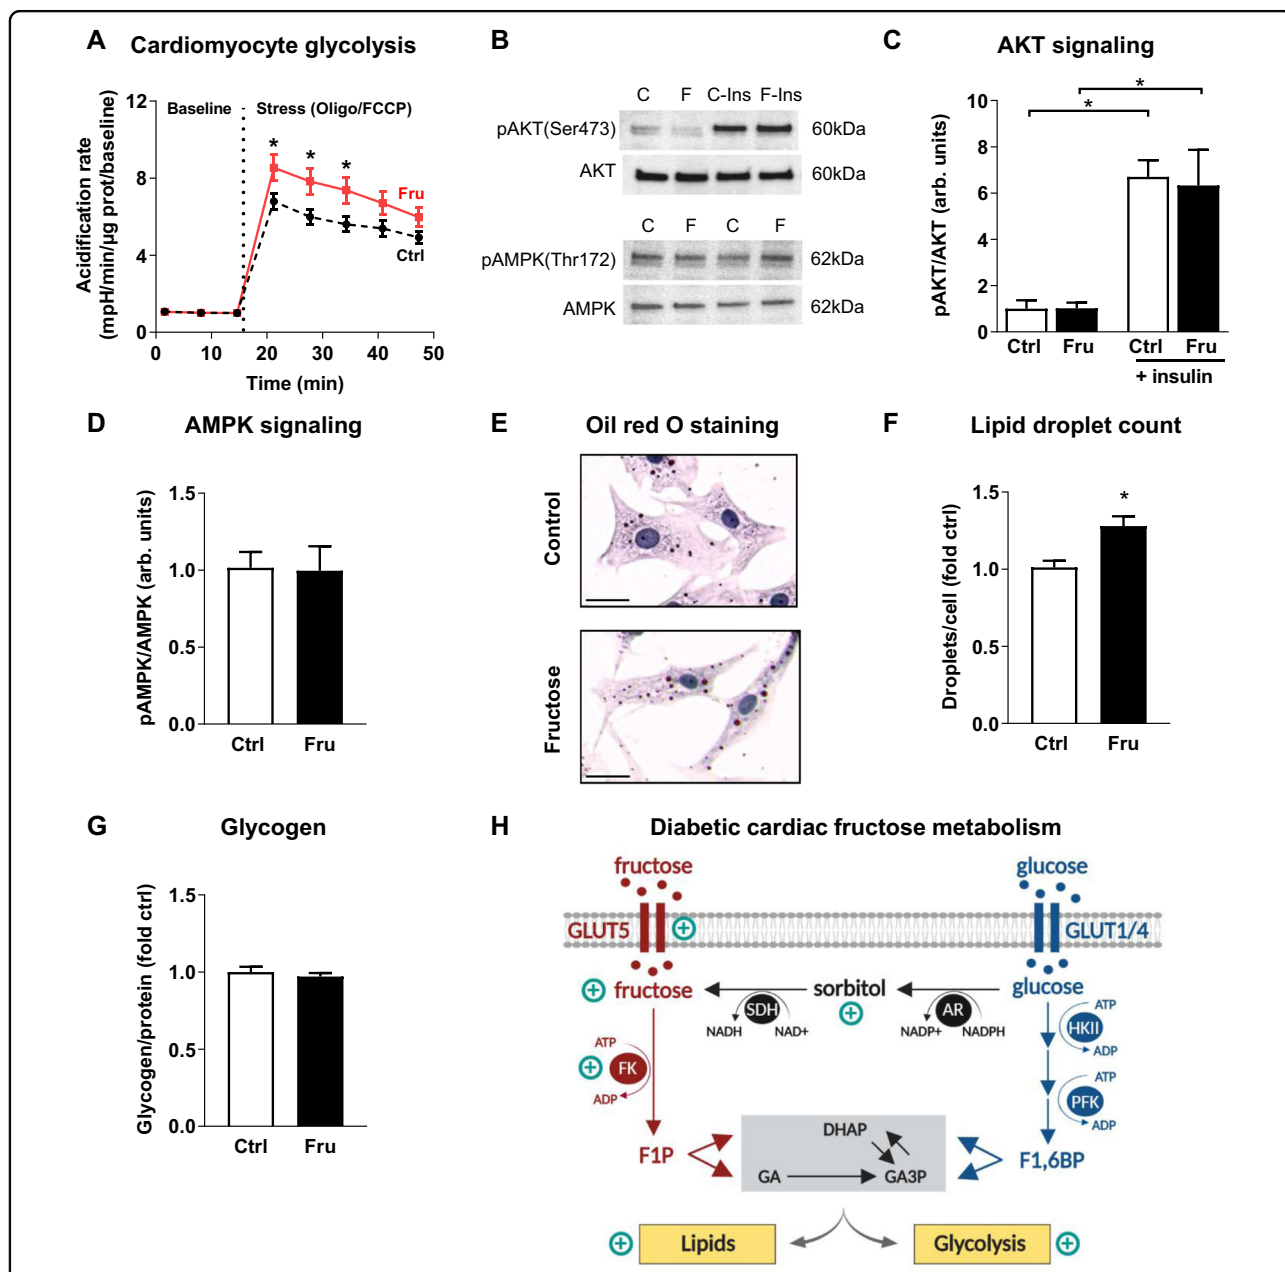 A Cardiomyocyte glycolysis
Acidification rate
(mpH/min/µg prot/baseline)
12
8
4
0
Baseline
Stress (Oligo/FCCP)
* * *
Fru
Ctrl
0 10 20 30 40 50
Time (min)
B
C F C-Ins F-Ins
pAKT(Ser473) 60kDa
AKT 60kDa
C F C F
pAMPK(Thr172) 62kDa
AMPK 62kDa
C AKT signaling
pAKT/AKT (arb. units)
10
8
6
4
2
0
*
*
Ctrl Fru Ctrl Fru
+ insulin
D AMPK signaling
pAMPK/AMPK (arb. units)
1.5
1.0
0.5
0.0
Ctrl Fru
E Oil red O staining
Control
Fructose
F Lipid droplet count
Droplets/cell (fold ctrl)
1.5
1.0
0.5
0.0
*
Ctrl Fru
G Glycogen
Glycogen/protein (fold ctrl)
1.5
1.0
0.5
0.0
Ctrl Fru
H Diabetic cardiac fructose metabolism
fructose glucose
GLUT5 + GLUT1/4
+ fructose sorbitol glucose
+
SDH AR
NADH NAD+ NADP+ NADPH
ATP
HKII
ADP
ATP
+ FK
ADP
ATP
PFK
ADP
F1P DHAP F1,6BP
GA GA3P
+ Lipids Glycolysis +